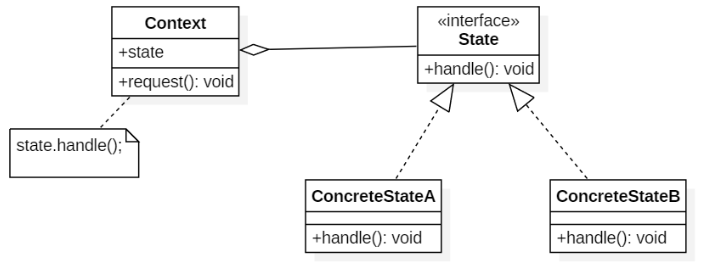 Context
+state
+request(): void
«interface»
State
+handle(): void
state.handle();
ConcreteStateA
+handle(): void
ConcreteStateB
+handle(): void